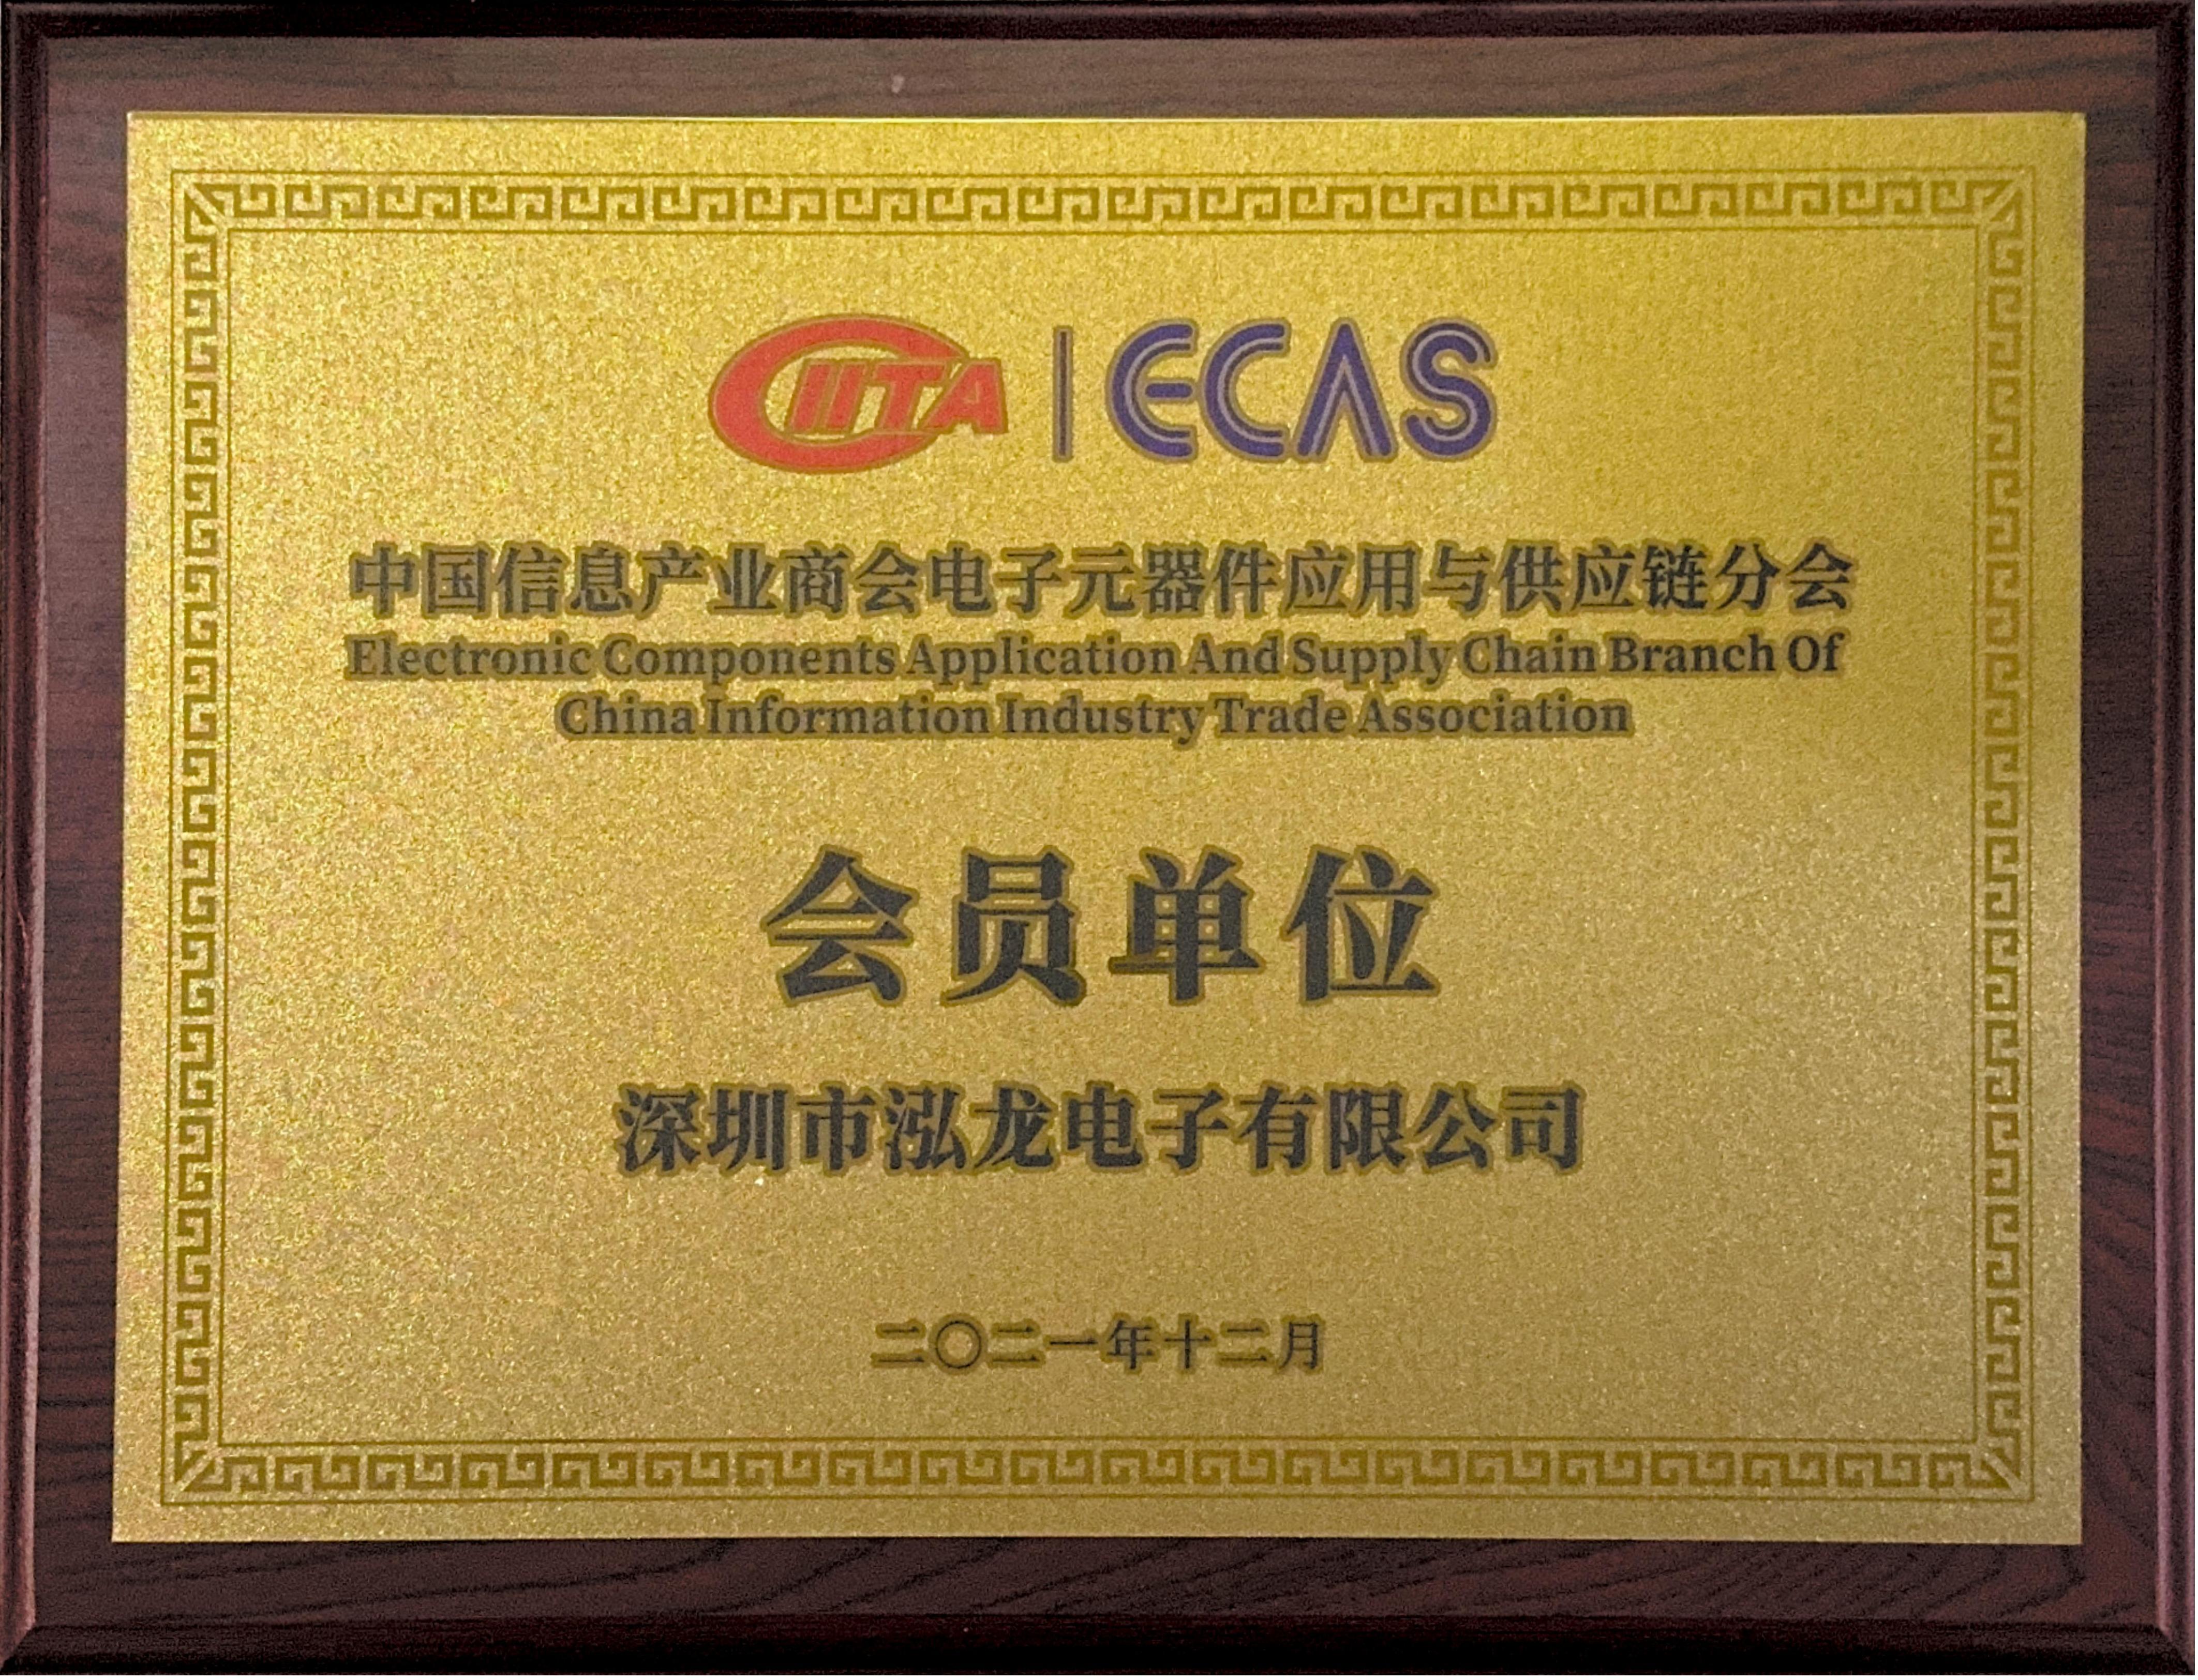 CIITA | ECAS
中国信息产业商会电子元器件应用与供应链分会
Electronic Components Application And Supply Chain Branch Of
China Information Industry Trade Association
会员单位
深圳市泓龙电子有限公司
二〇二一年十二月